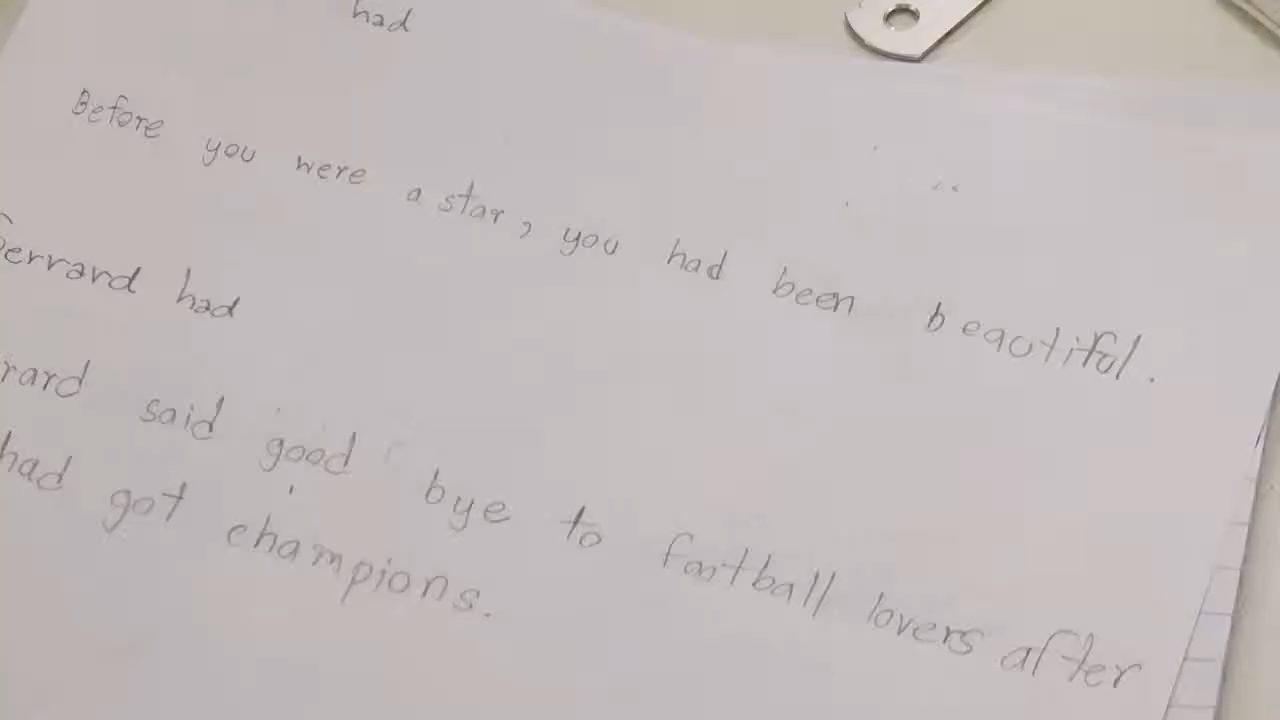 had
Before you were a star, you had been beautiful.
Gerrard had
rard said good bye to football lovers after
had got champions.